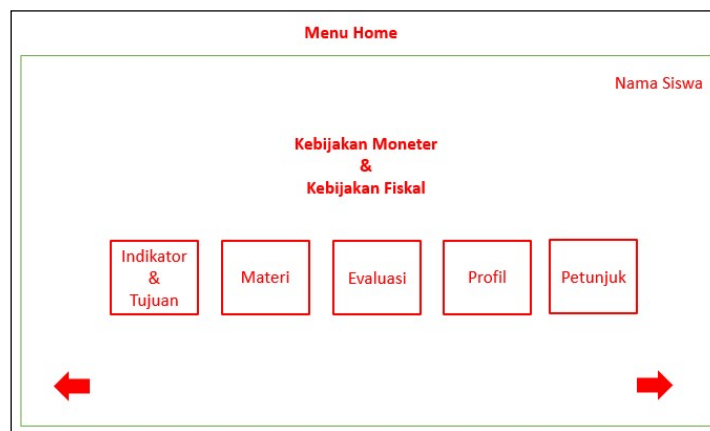 Menu Home
Nama Siswa
Kebijakan Moneter
&
Kebijakan Fiskal
Indikator
&
Tujuan
Materi
Evaluasi
Profil
Petunjuk